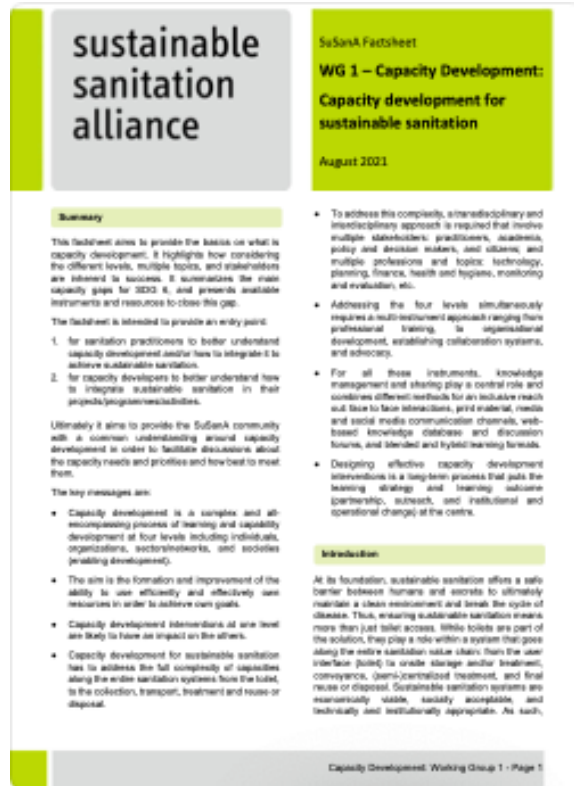 sustainable
sanitation
alliance
SuSanA Factsheet
WG 1 – Capacity Development:
Capacity development for
sustainable sanitation
August 2021
Summary
This factsheet aims to provide the basics on what is
capacity development. It highlights how considering
the different levels, multiple topics, and stakeholders
are inherent to success. It summarizes the main
capacity gaps for SDG 6, and presents available
instruments and resources to close this gap.
The factsheet is intended to provide an entry point
1. for sanitation practitioners to better understand
capacity development and/or how to integrate it to
achieve sustainable sanitation.
2. for capacity developers to better understand how
to integrate sustainable sanitation in their
projects/programmes/activities.
Ultimately it aims to provide the SuSanA community
with a common understanding around capacity
development in order to facilitate discussions about
the capacity needs and priorities and how best to meet
them.
The key messages are:
• Capacity development is a complex and all-
encompassing process of learning and capability
development at four levels including individuals,
organizations, sectors/networks, and societies
(enabling development).
• The aim is the formation and improvement of the
ability to use efficiently and effectively own
resources in order to achieve own goals.
• Capacity development interventions at one level
are likely to have an impact on the others.
• Capacity development for sustainable sanitation
has to address the full complexity of capacities
along the entire sanitation systems from the toilet,
to the collection, transport, treatment and reuse or
disposal.
• To address this complexity, a transdisciplinary and
interdisciplinary approach is required that involve
multiple stakeholders: practitioners, academia,
policy and decision makers, and citizens; and
multiple professions and topics: technology,
planning, finance, health and hygiene, monitoring
and evaluation, etc.
• Addressing the four levels simultaneously
requires a multi-instrument approach ranging from
professional training, to organisational
development, establishing collaboration systems,
and advocacy.
• For all these instruments, knowledge
management and sharing play a central role and
combines different methods for an inclusive reach
out: face to face interactions, print material, media
and social media communication channels, web-
based knowledge database and discussion
forums, and blended and hybrid learning formats.
• Designing effective capacity development
interventions is a long-term process that puts the
learning strategy and learning outcome
(partnership, outreach, and institutional and
operational change) at the centre.
Introduction
At its foundation, sustainable sanitation offers a safe
barrier between humans and excreta to ultimately
maintain a clean environment and break the cycle of
disease. Thus, ensuring sustainable sanitation means
more than just toilet access. While toilets are part of
the solution, they play a role within a system that goes
along the entire sanitation value chain: from the user
interface (toilet) to onsite storage and/or treatment,
conveyance, (semi-)centralized treatment, and final
reuse or disposal. Sustainable sanitation systems are
economically viable, socially acceptable, and
technically and institutionally appropriate. As such,
Capacity Development: Working Group 1 - Page 1